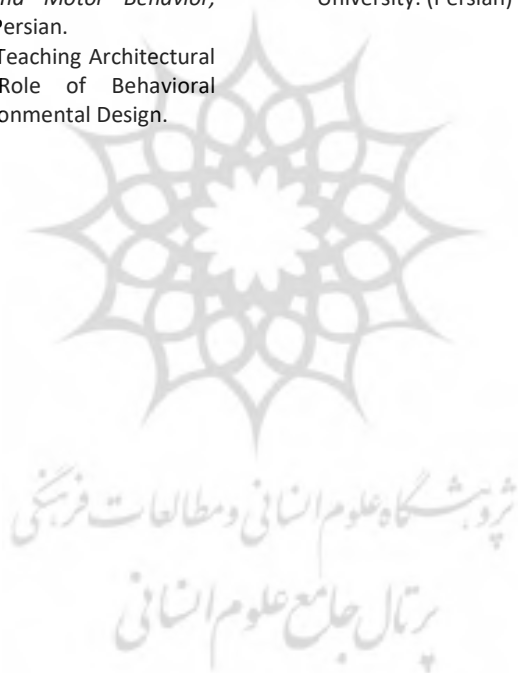 nd Motor Behavior,
Persian.
Teaching Architectural
Role of Behavioral
onmental Design.
University. (Persian)
پژوهشگاه علوم انسانی و مطالعات فرهنگی
پرتال جامع علوم انسانی